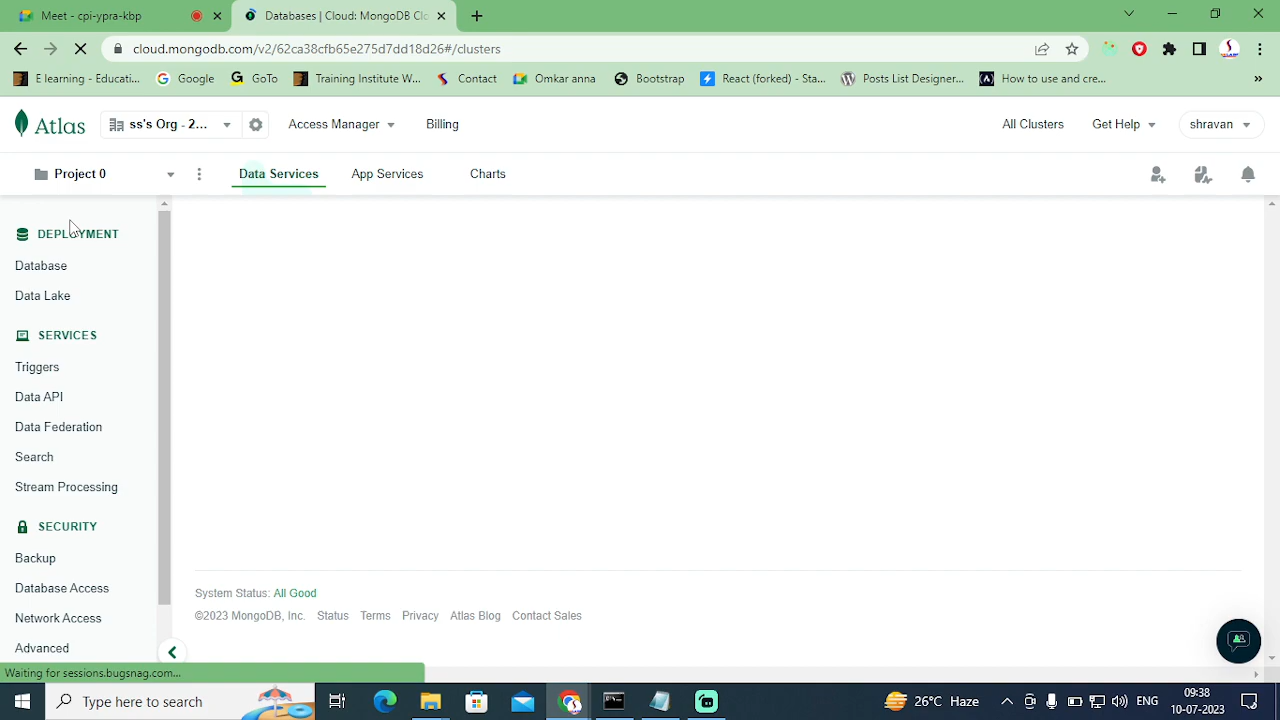 Meet - cpi-ypra-kbp
Databases | Cloud: MongoDB Clo
cloud.mongodb.com/v2/62ca38cfb65e275d7dd18d26#/clusters
E learning - Educati... Google GoTo Training Institute W... Contact Omkar anna Bootstrap React (forked) - Sta... Posts List Designer... How to use and cre... »
Atlas ss's Org - 2... Access Manager Billing All Clusters Get Help shravan
Project 0 Data Services App Services Charts
DEPLOYMENT
Database
Data Lake
SERVICES
Triggers
Data API
Data Federation
Search
Stream Processing
SECURITY
Backup
Database Access
Network Access
Advanced
System Status: All Good
©2023 MongoDB, Inc. Status Terms Privacy Atlas Blog Contact Sales
Waiting for sessions.bugsnag.com...
Type here to search
26°C Haze
ENG
09:38
10-07-2023